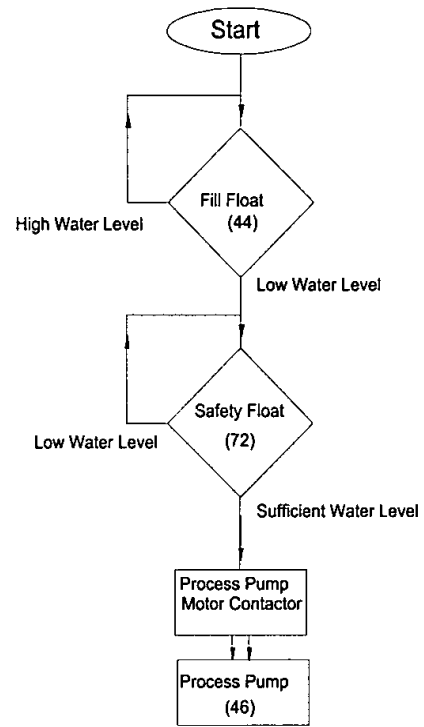 Start
Fill Float
(44)
High Water Level
Low Water Level
Safety Float
(72)
Low Water Level
Sufficient Water Level
Process Pump
Motor Contactor
Process Pump
(46)